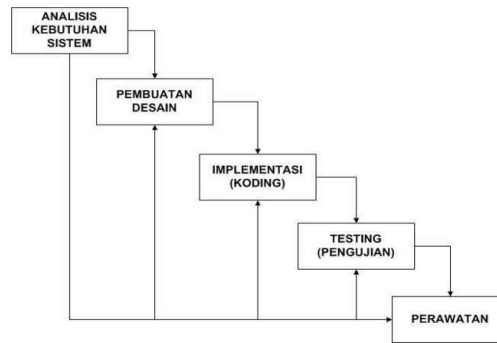 ANALISIS
KEBUTUHAN
SISTEM
PEMBUATAN
DESAIN
IMPLEMENTASI
(KODING)
TESTING
(PENGUJIAN)
PERAWATAN